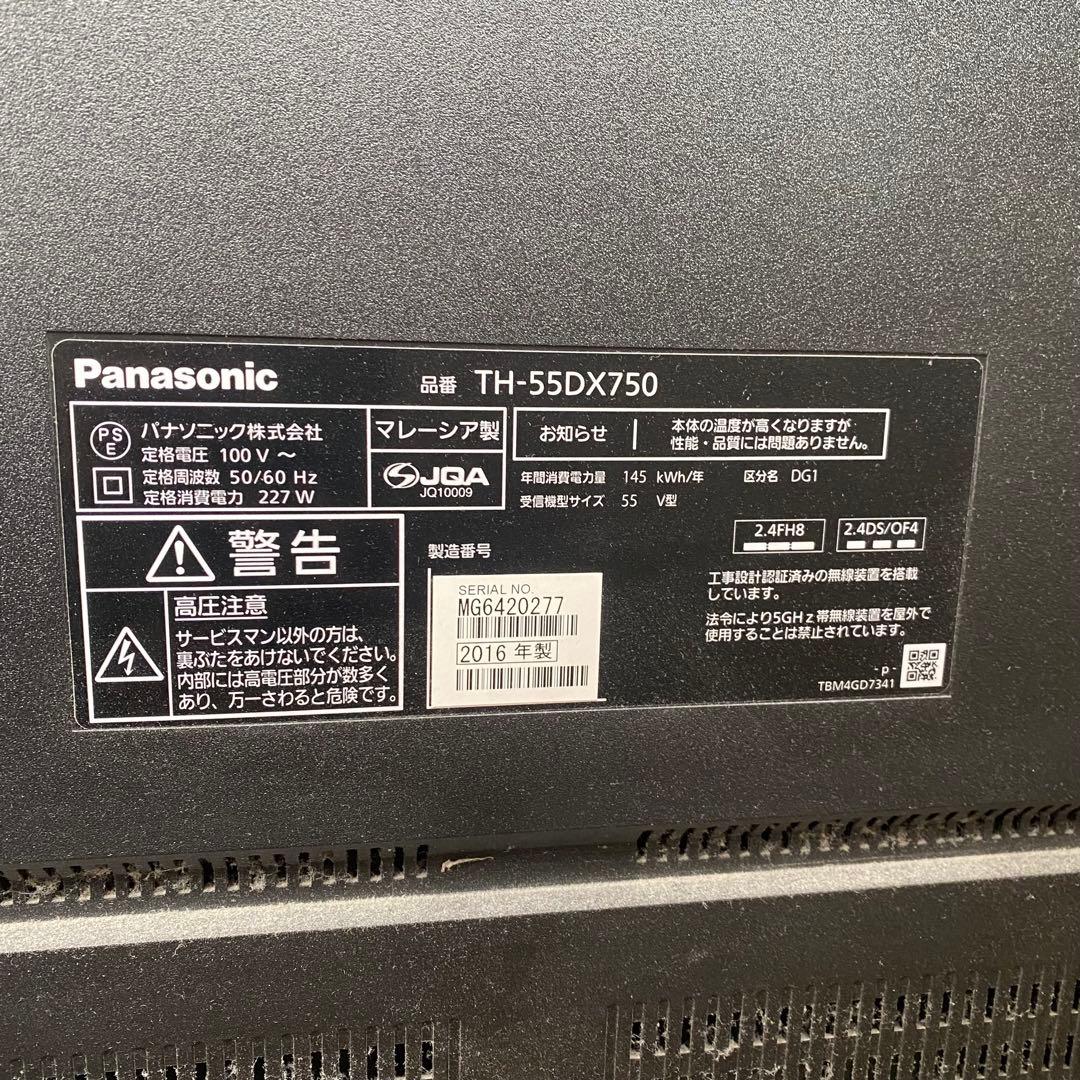 Panasonic
品番 TH-55DX750
PS
E
パナソニック株式会社
定格電圧 100 V ～
定格周波数 50/60 Hz
定格消費電力 227 W
マレーシア製
JQA
JQ10009
お知らせ
本体の温度が高くなりますが
性能・品質には問題ありません。
年間消費電力量 145 kWh/年 区分名 DG1
受信機型サイズ 55 V型
2.4FH8
2.4DS/OF4
警告
高圧注意
サービスマン以外の方は、
裏ぶたをあけないでください。
内部には高電圧部分が数多く
あり、万一さわると危険です。
製造番号
SERIAL NO.
MG6420277
2016 年製
工事設計認証済みの無線装置を搭載
しています。
法令により5GHz帯無線装置を屋外で
使用することは禁止されています。
- p -
TBM4GD7341